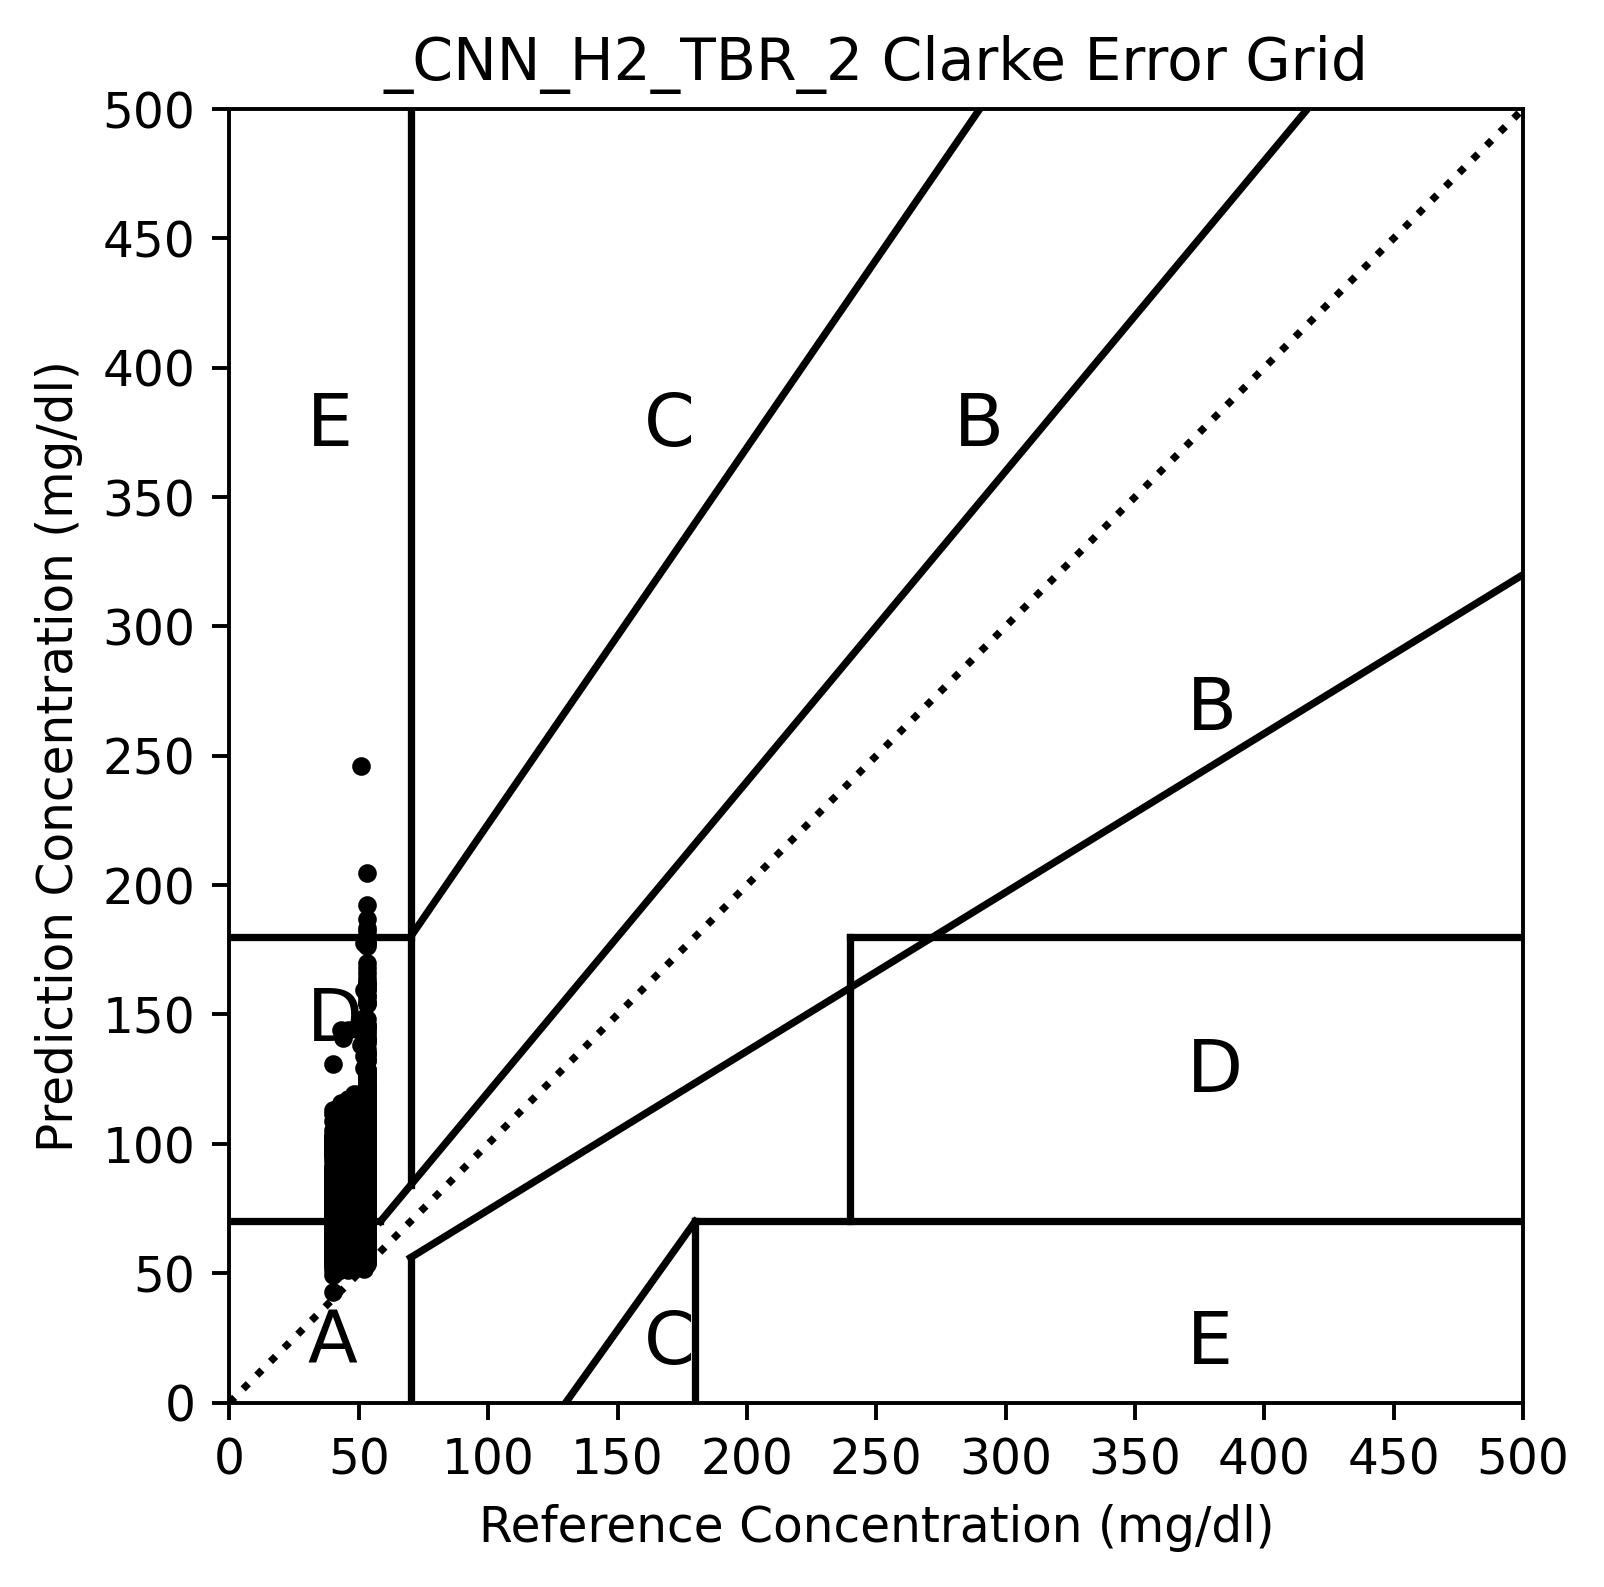 _CNN_H2_TBR_2 Clarke Error Grid
500
450
400
350
300
250
200
150
100
50
0
Prediction Concentration (mg/dl)
E
C
B
B
D
D
A
C
E
0 50 100 150 200 250 300 350 400 450 500
Reference Concentration (mg/dl)